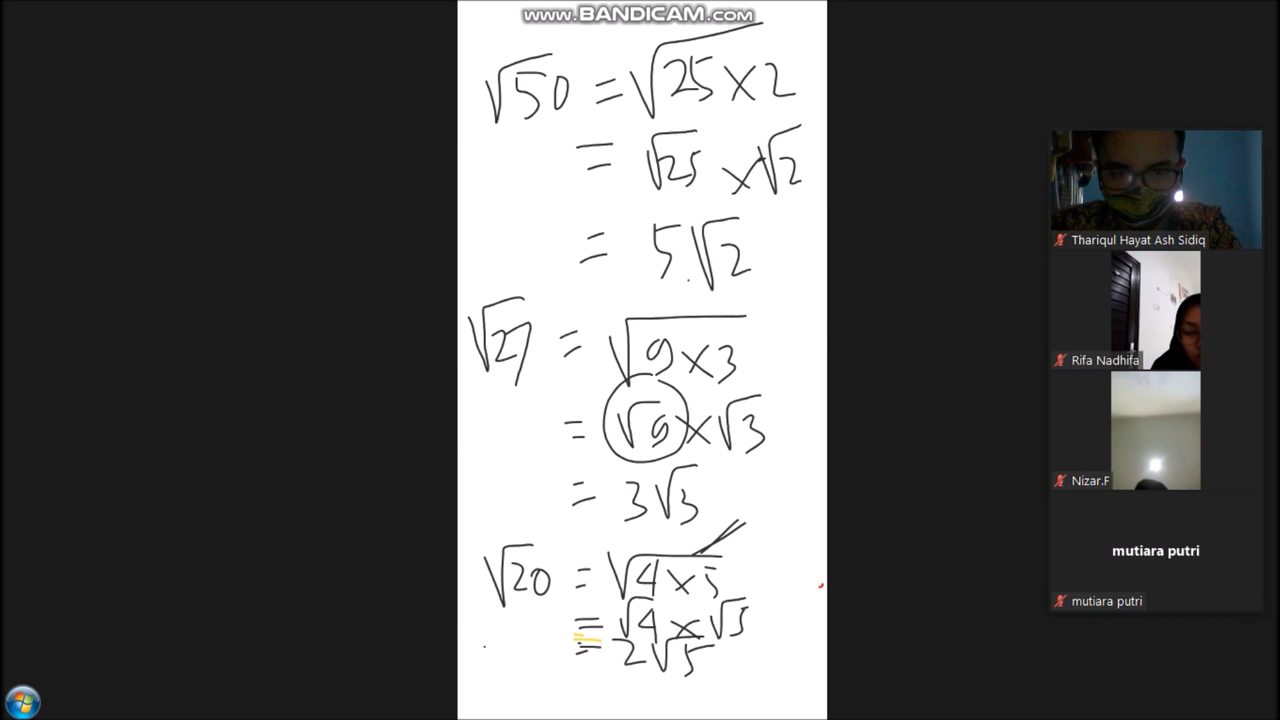 www.BANDICAM.com
√50 = √25 × 2
= √25 × √2
= 5√2
√27 = √9 × 3
= √9 × √3
= 3√3
√20 = √4 × 5
= √4 × √5
= 2√5
Thariqul Hayat Ash Sidiq
Rifa Nadhifa
Nizar.F
mutiara putri
mutiara putri